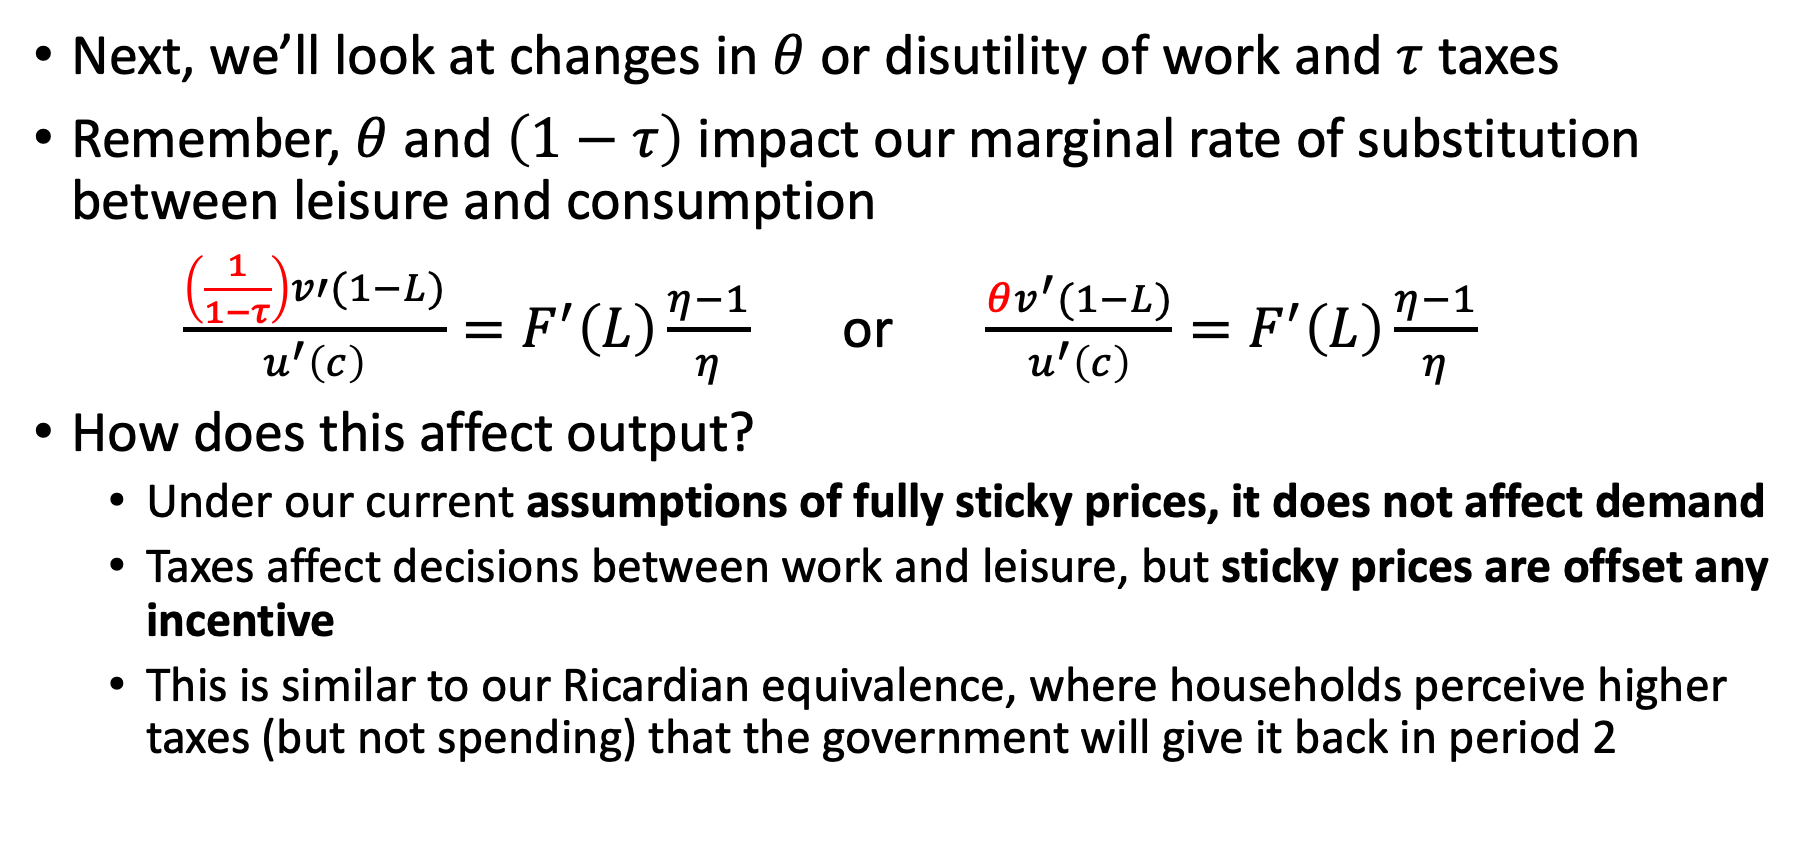 • Next, we'll look at changes in θ or disutility of work and τ taxes
• Remember, θ and (1 − τ) impact our marginal rate of substitution
between leisure and consumption
(1/(1−τ))v′(1−L) / u′(c) = F′(L) (η−1)/η or θv′(1−L) / u′(c) = F′(L) (η−1)/η
• How does this affect output?
• Under our current assumptions of fully sticky prices, it does not affect demand
• Taxes affect decisions between work and leisure, but sticky prices are offset any
incentive
• This is similar to our Ricardian equivalence, where households perceive higher
taxes (but not spending) that the government will give it back in period 2